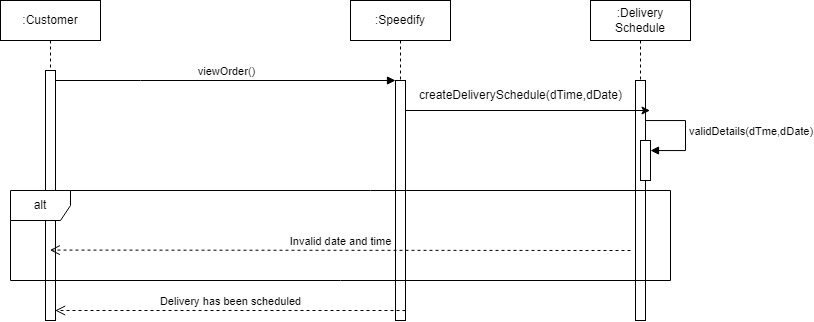 :Customer
:Speedify
:Delivery
Schedule
viewOrder()
createDeliverySchedule(dTime,dDate)
validDetails(dTme,dDate)
alt
Invalid date and time
Delivery has been scheduled